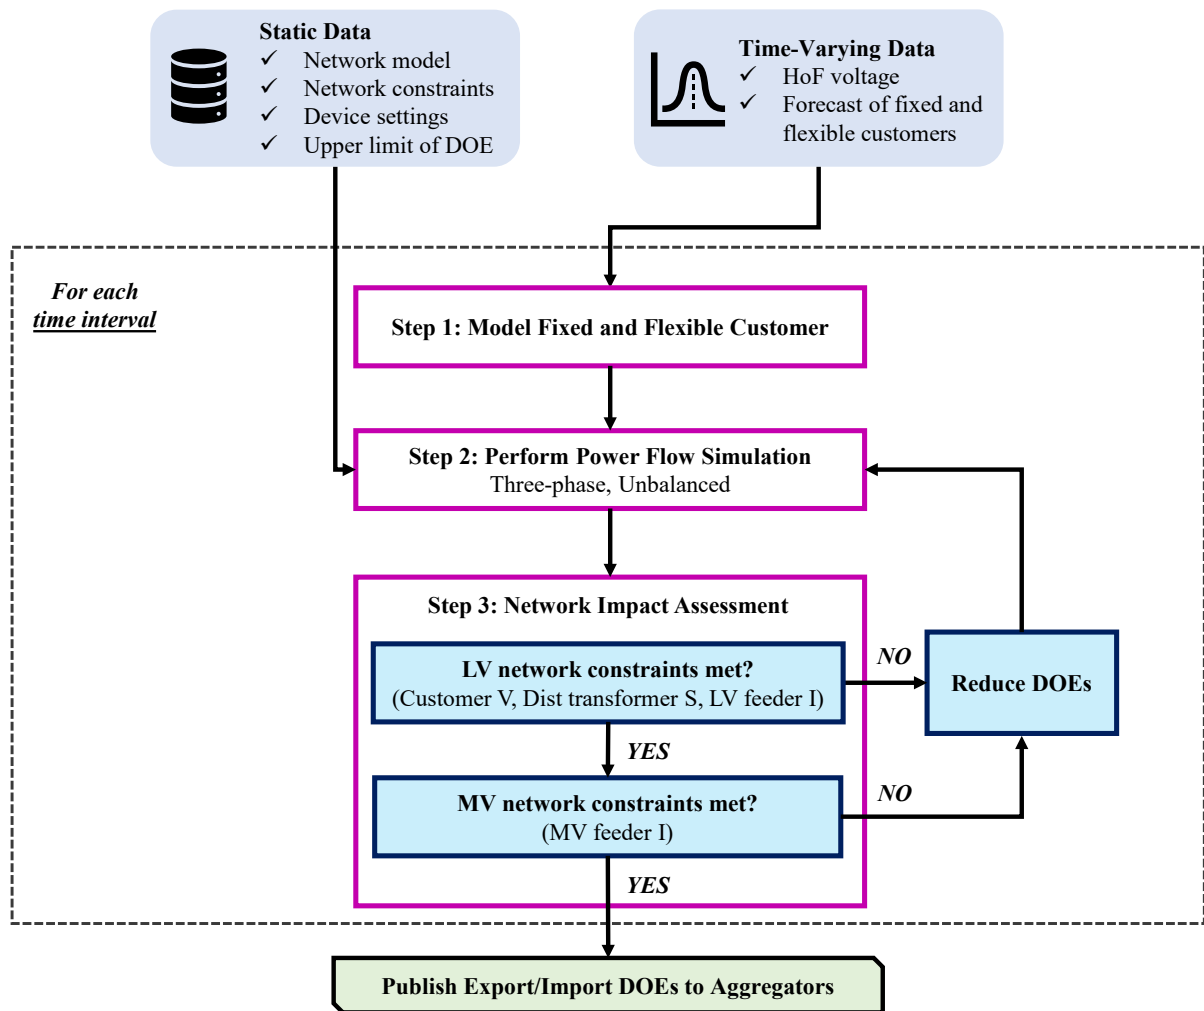 Static Data
✓ Network model
✓ Network constraints
✓ Device settings
✓ Upper limit of DOE
Time-Varying Data
✓ HoF voltage
✓ Forecast of fixed and
flexible customers
For each
time interval
Step 1: Model Fixed and Flexible Customer
Step 2: Perform Power Flow Simulation
Three-phase, Unbalanced
Step 3: Network Impact Assessment
LV network constraints met?
(Customer V, Dist transformer S, LV feeder I)
NO
Reduce DOEs
YES
MV network constraints met?
(MV feeder I)
NO
YES
Publish Export/Import DOEs to Aggregators